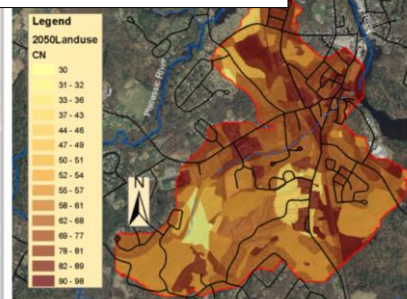 Legend
2050Landuse
CN
30
31 - 32
33 - 36
37 - 43
44 - 46
47 - 49
50 - 51
52 - 54
55 - 57
58 - 61
62 - 68
69 - 77
78 - 81
82 - 89
90 - 98
N
River